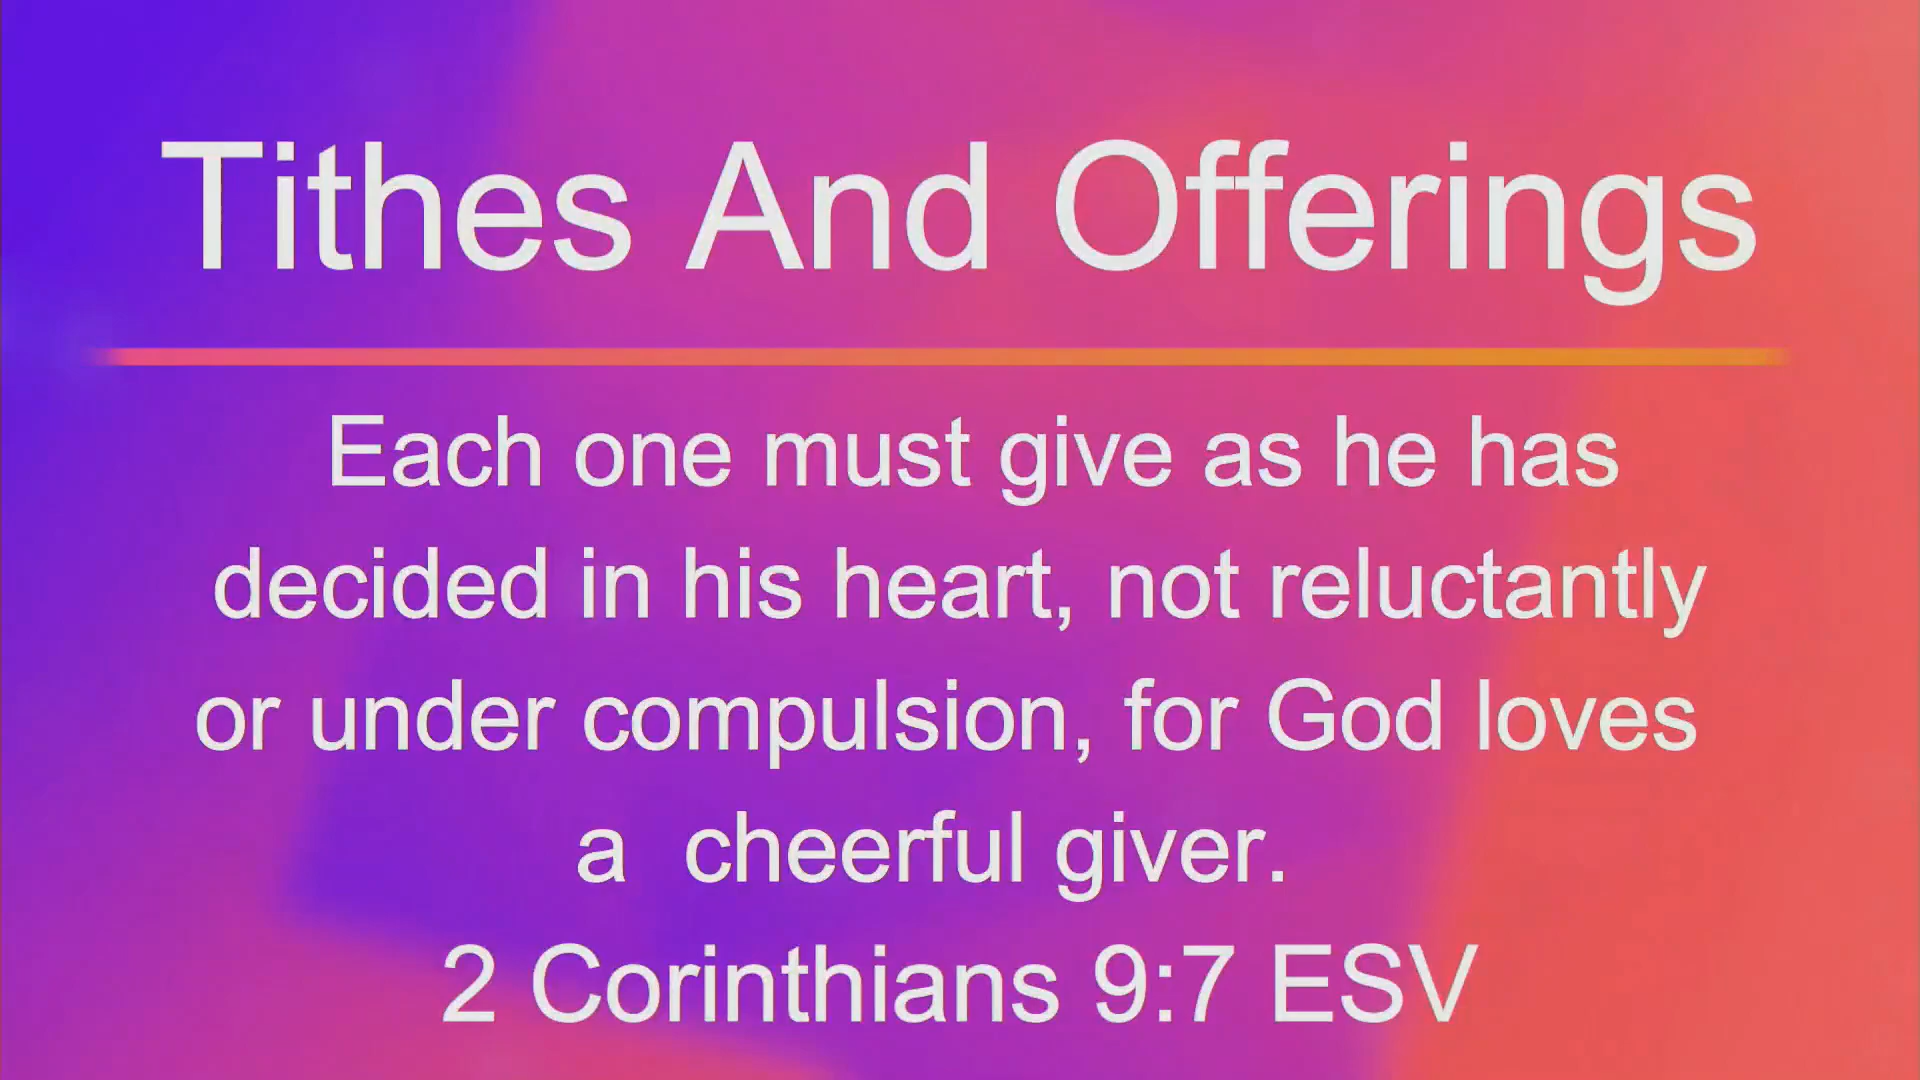 Tithes And Offerings
Each one must give as he has
decided in his heart, not reluctantly
or under compulsion, for God loves
a  cheerful giver.
2 Corinthians 9:7 ESV